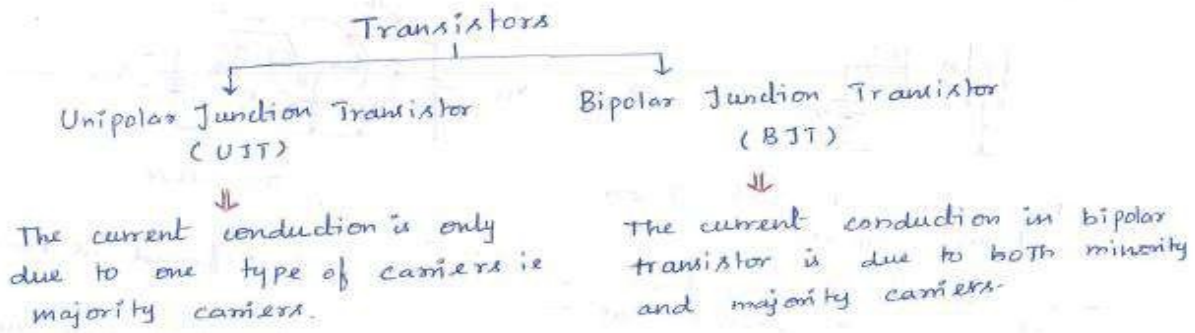 Transistors
Unipolar Junction Transistor
(UJT)
Bipolar Junction Transistor
(BJT)
The current conduction is only
due to one type of carriers ie
majority carriers.
The current conduction in bipolar
transistor is due to both minority
and majority carriers.